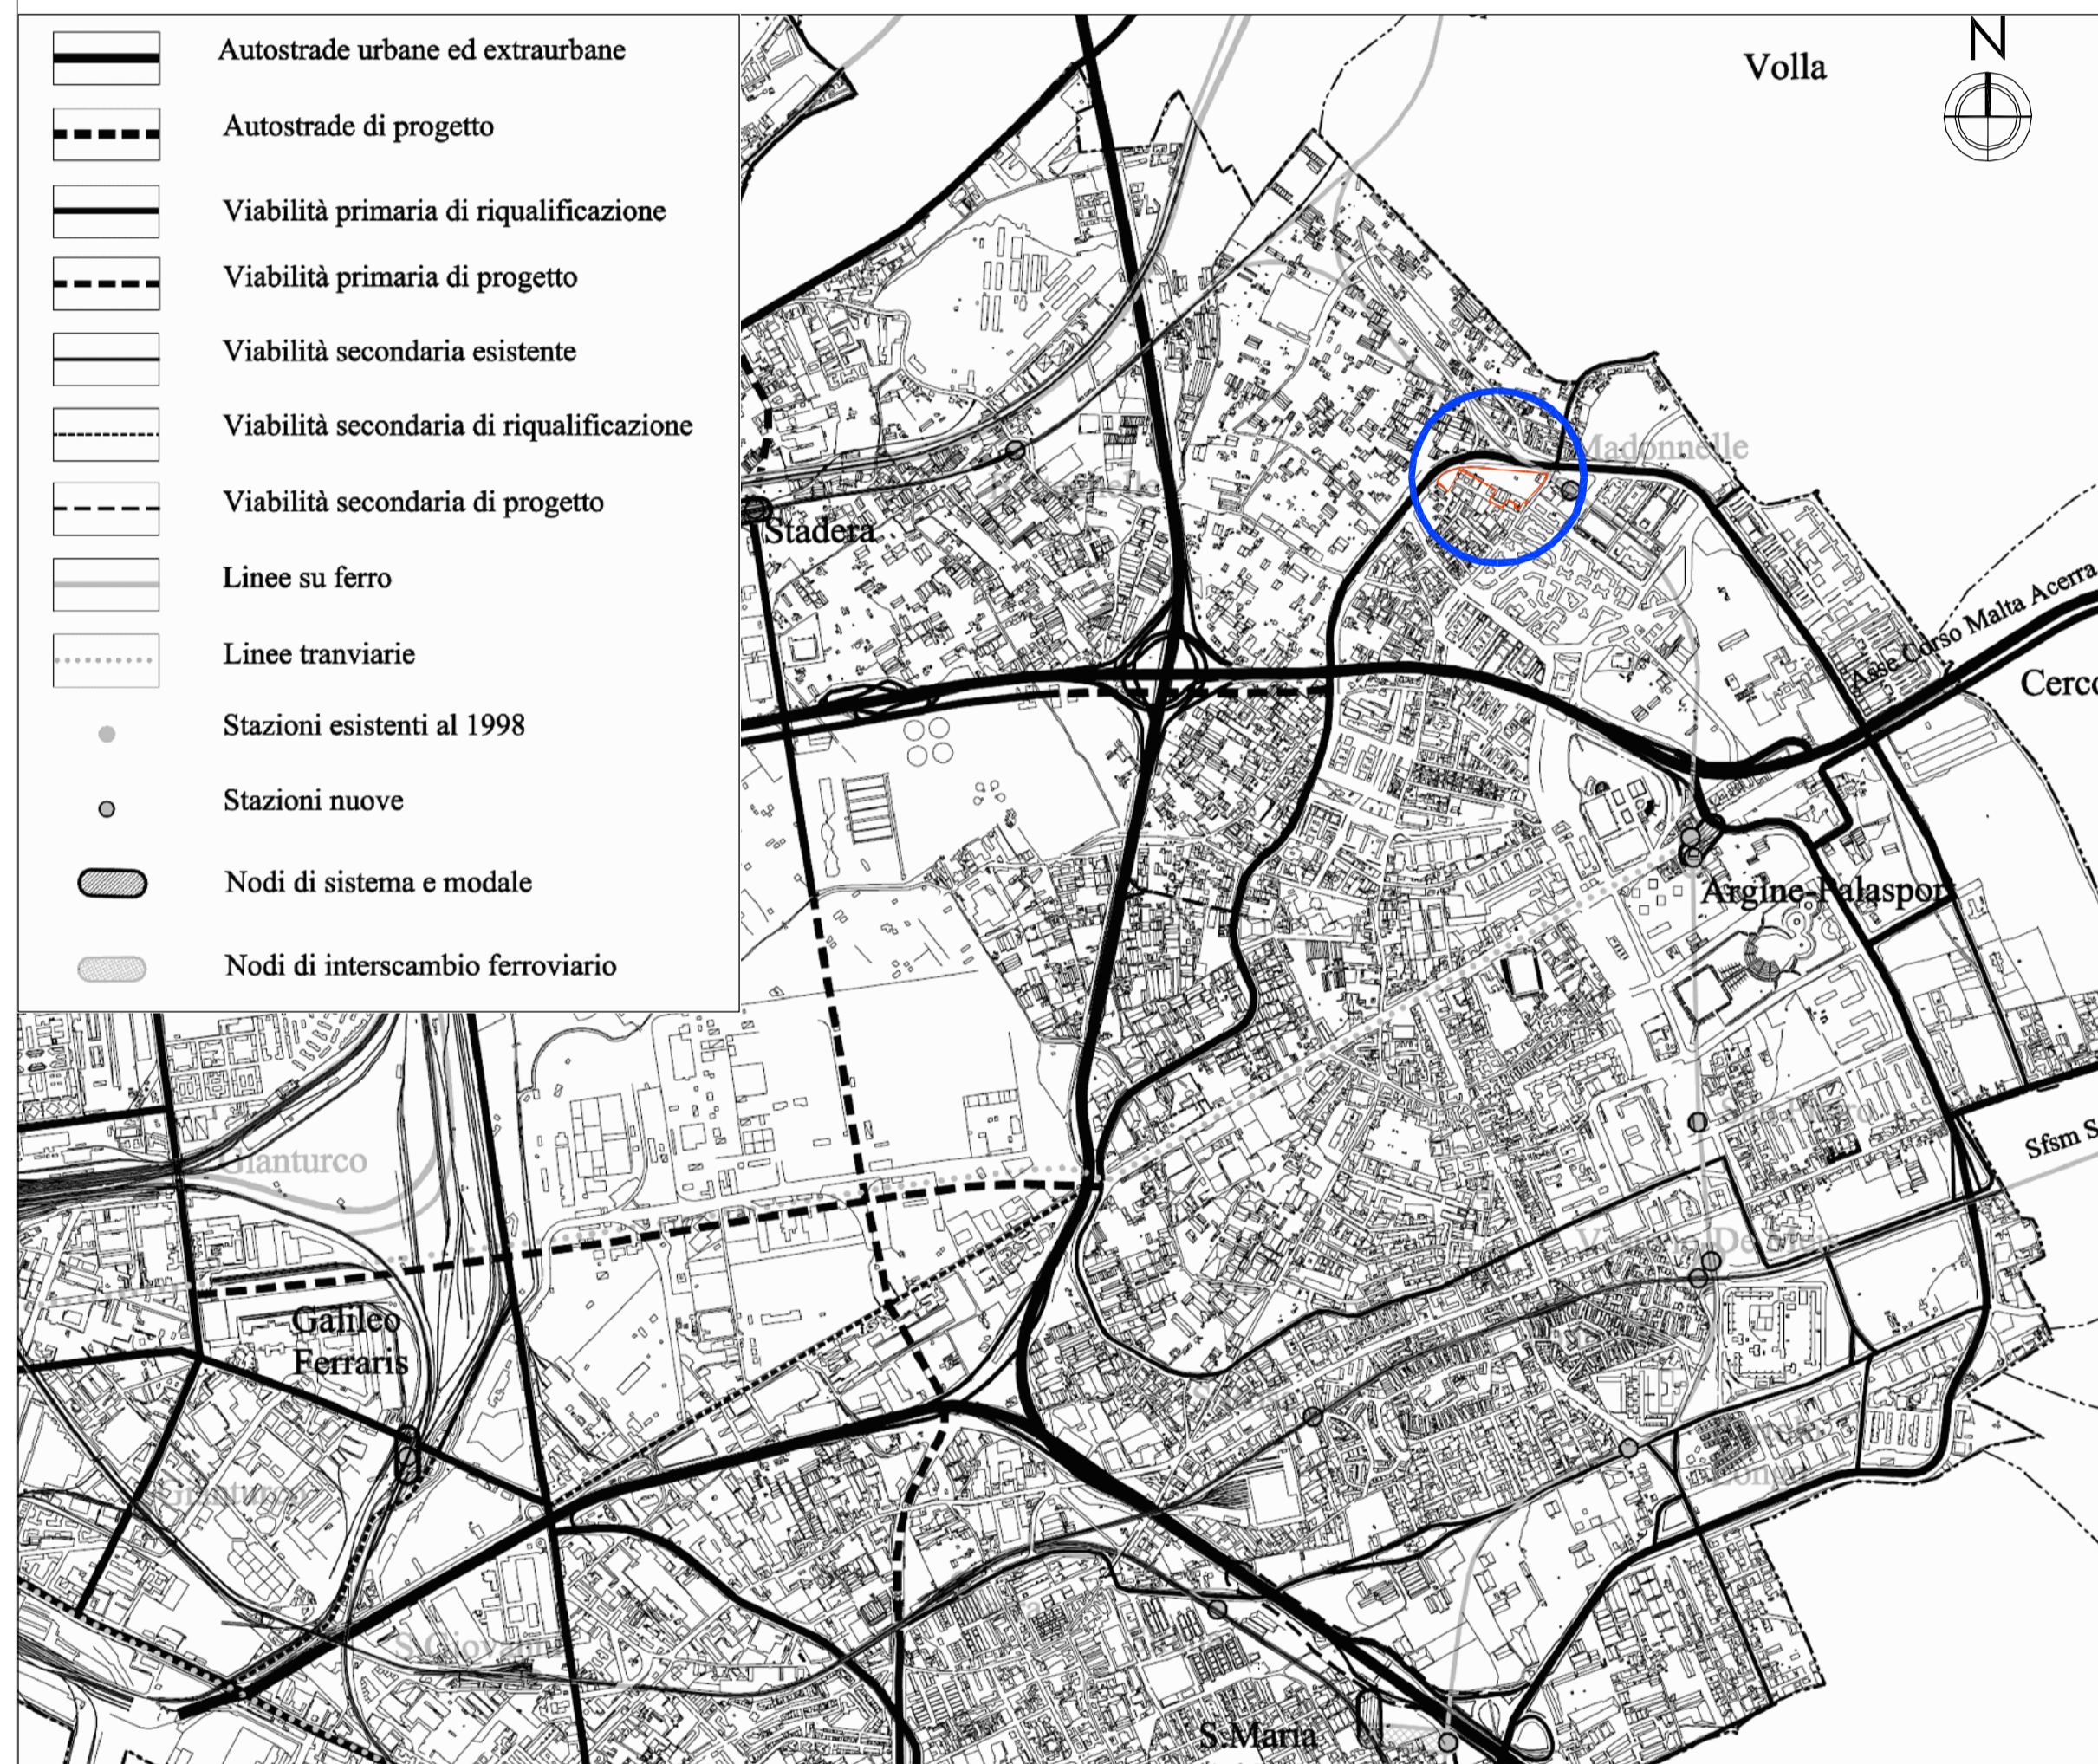 Autostrade urbane ed extraurbane
Autostrade di progetto
Viabilità primaria di riqualificazione
Viabilità primaria di progetto
Viabilità secondaria esistente
Viabilità secondaria di riqualificazione
Viabilità secondaria di progetto
Linee su ferro
Linee tranviarie
Stazioni esistenti al 1998
Stazioni nuove
Nodi di sistema e modale
Nodi di interscambio ferroviario
N
Volla
Madonnelle
Stadera
Asse Corso Malta Acerra
Cerco
Argine-Palasport
Sfsm S
Gianturco
Galileo
Ferraris
Gianturco
S.Giovanni
S.Maria